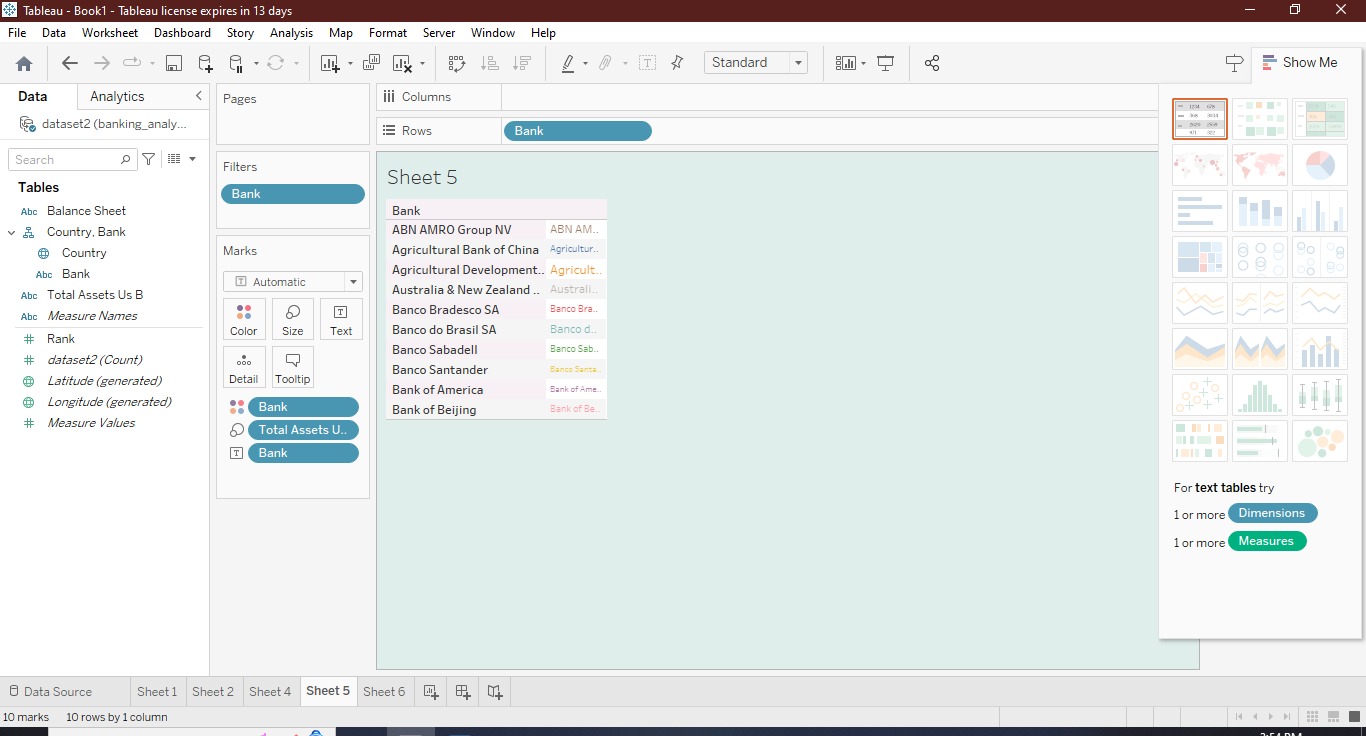 Tableau - Book1 - Tableau license expires in 13 days
File Data Worksheet Dashboard Story Analysis Map Format Server Window Help
Standard
Show Me
Data Analytics
dataset2 (banking_analy...
Search
Tables
Abc Balance Sheet
Country, Bank
Country
Abc Bank
Abc Total Assets Us B
Abc Measure Names
Rank
dataset2 (Count)
Latitude (generated)
Longitude (generated)
Measure Values
Pages
Filters
Bank
Marks
Automatic
Color Size Text
Detail Tooltip
Bank
Total Assets U..
Bank
Columns
Rows Bank
Sheet 5
Bank
ABN AMRO Group NV ABN AM..
Agricultural Bank of China Agricultur..
Agricultural Development.. Agricult..
Australia & New Zealand .. Australi..
Banco Bradesco SA Banco Bra..
Banco do Brasil SA Banco d..
Banco Sabadell Banco Sab..
Banco Santander Banco Santa..
Bank of America Bank of Ame..
Bank of Beijing Bank of Be..
For text tables try
1 or more Dimensions
1 or more Measures
Data Source Sheet 1 Sheet 2 Sheet 4 Sheet 5 Sheet 6
10 marks 10 rows by 1 column